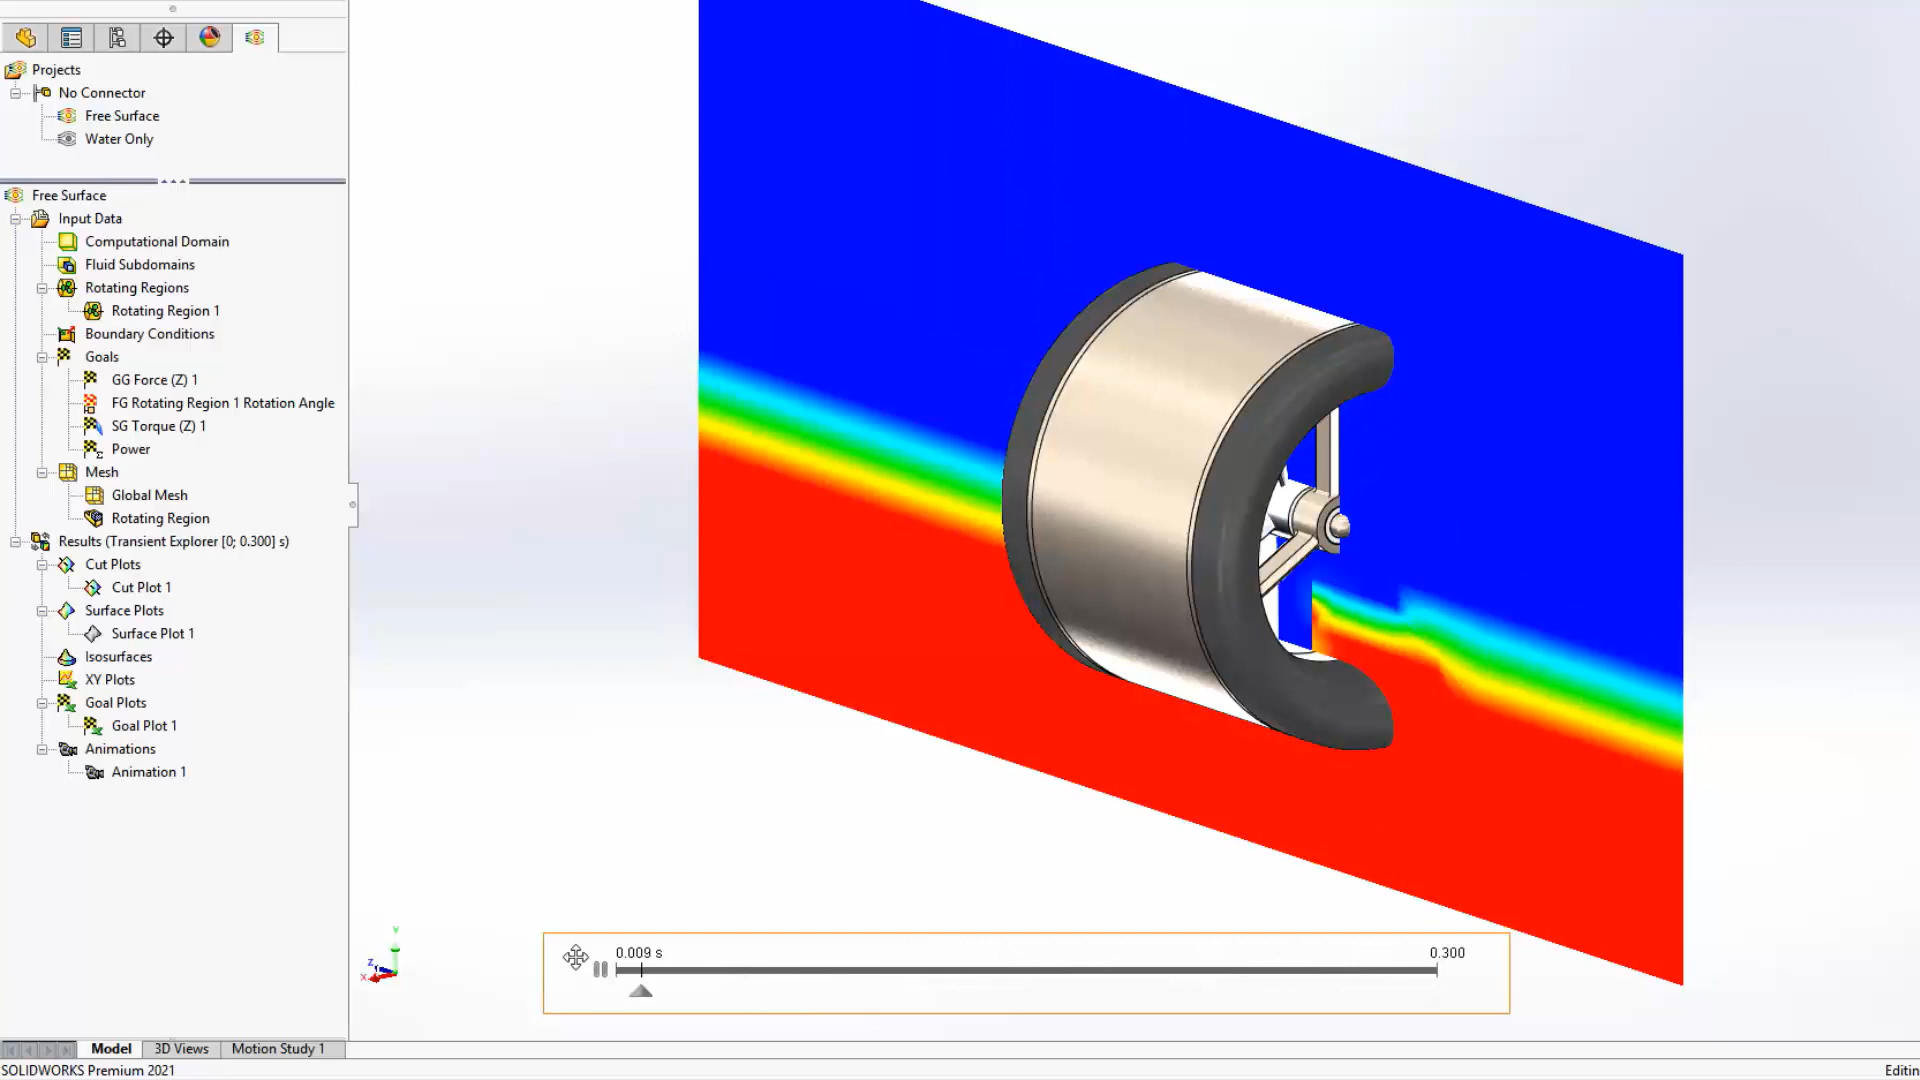 Projects
No Connector
Free Surface
Water Only
Free Surface
Input Data
Computational Domain
Fluid Subdomains
Rotating Regions
Rotating Region 1
Boundary Conditions
Goals
GG Force (Z) 1
FG Rotating Region 1 Rotation Angle
SG Torque (Z) 1
Power
Mesh
Global Mesh
Rotating Region
Results (Transient Explorer [0; 0.300] s)
Cut Plots
Cut Plot 1
Surface Plots
Surface Plot 1
Isosurfaces
XY Plots
Goal Plots
Goal Plot 1
Animations
Animation 1
Y
Z
X
0.009 s
0.300
Model
3D Views
Motion Study 1
SOLIDWORKS Premium 2021
Editin